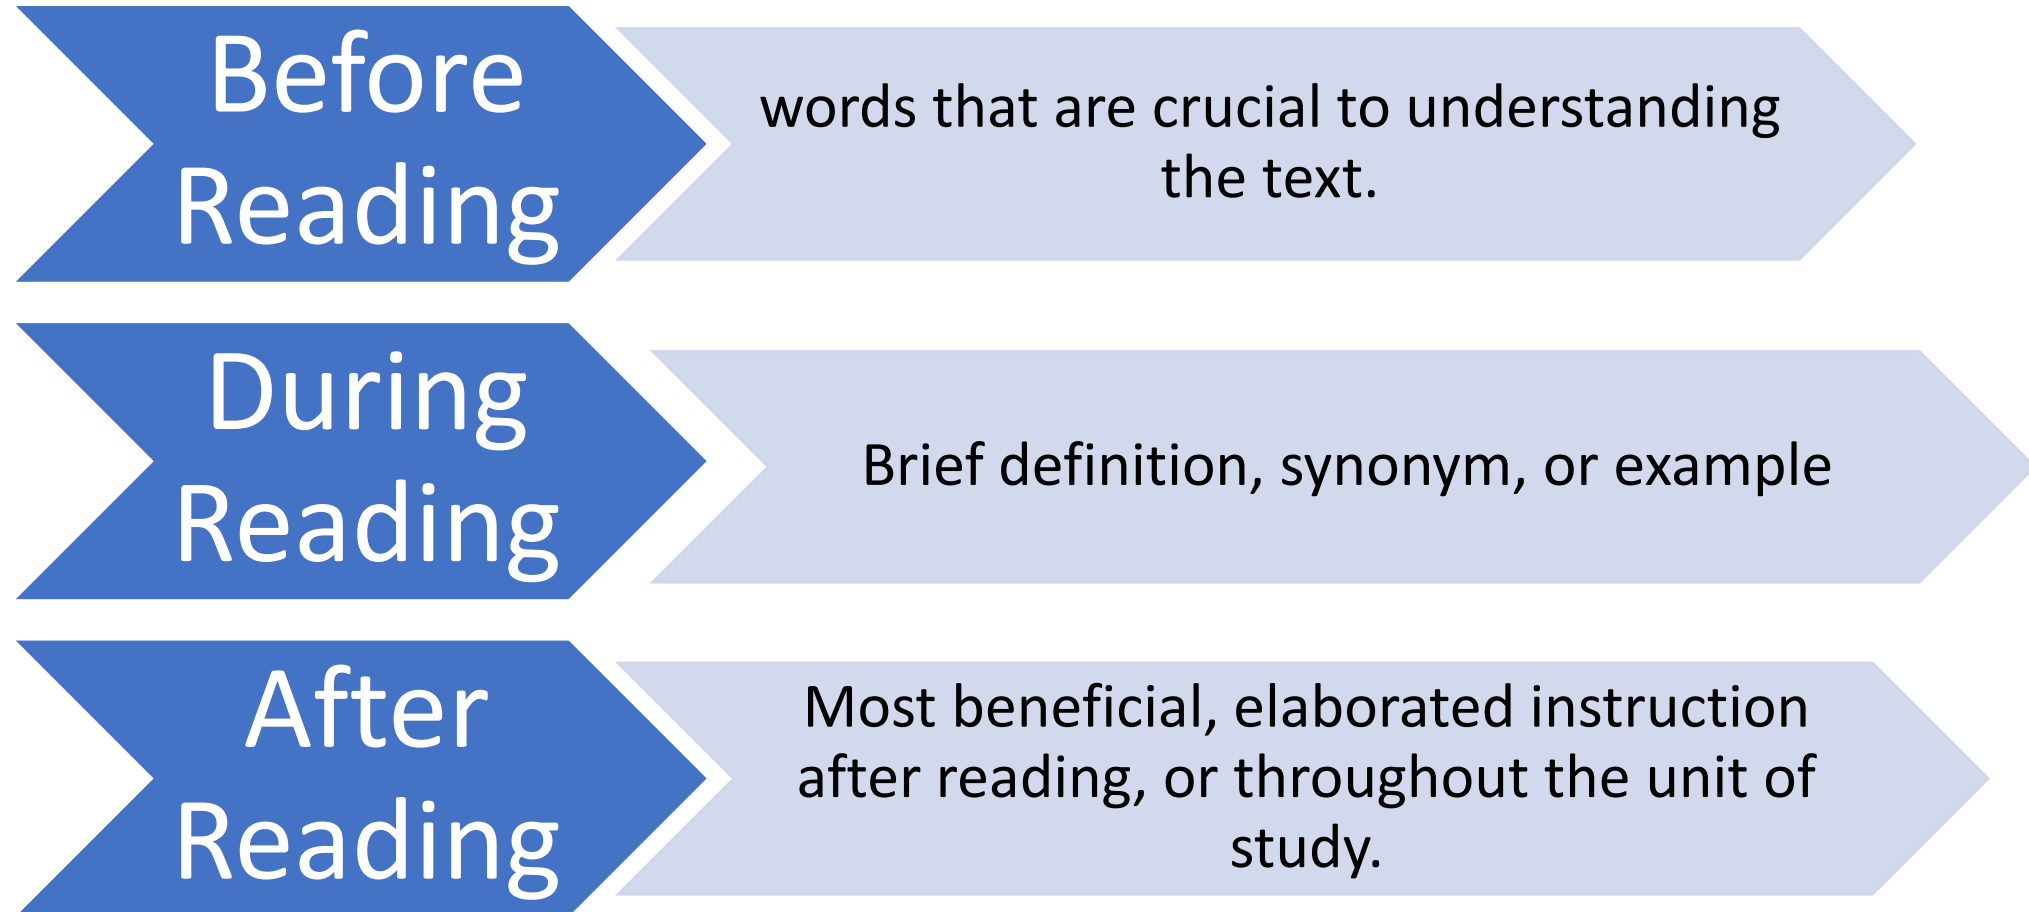 Before
Reading
words that are crucial to understanding
the text.
During
Reading
Brief definition, synonym, or example
After
Reading
Most beneficial, elaborated instruction
after reading, or throughout the unit of
study.